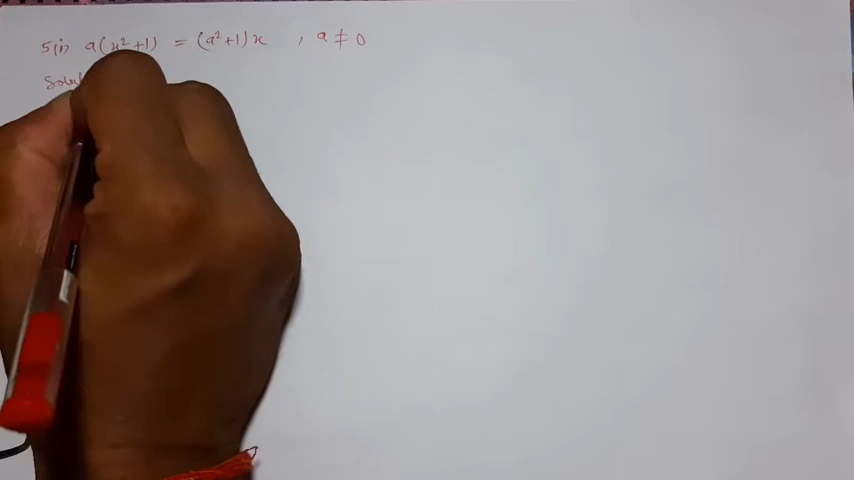 5(i) a(x²+1) = (a²+1)x , a ≠ 0